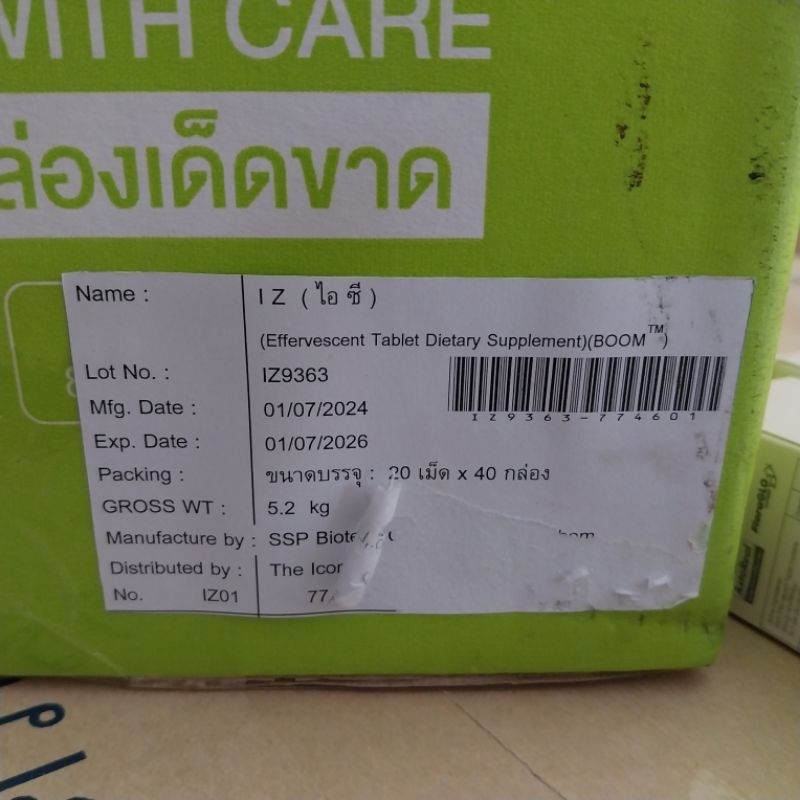 WITH CARE
ล่องเด็ดขาด
Name : I Z ( ไอ ซี )
(Effervescent Tablet Dietary Supplement)(BOOM™)
Lot No. : IZ9363
Mfg. Date : 01/07/2024
IZ9363-774601
Exp. Date : 01/07/2026
Packing : ขนาดบรรจุ : 20 เม็ด x 40 กล่อง
GROSS WT : 5.2 kg
Manufacture by : SSP
Distributed by : The
No. IZ01